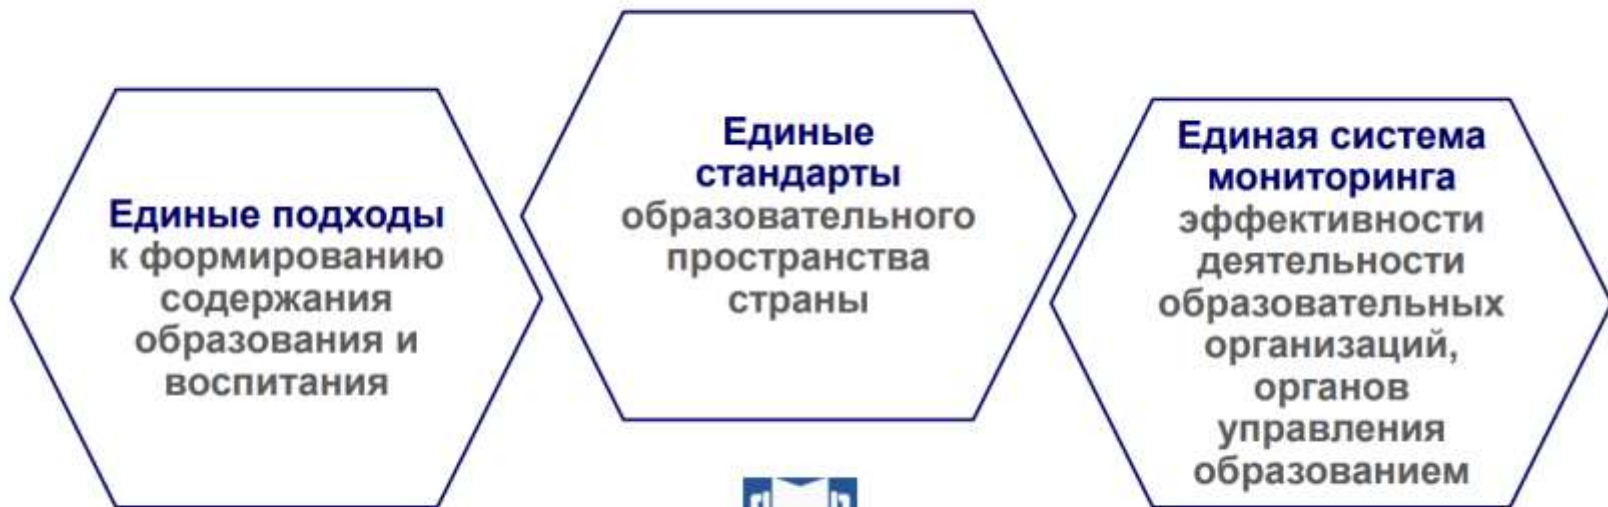 Единые подходы
к формированию
содержания
образования и
воспитания
Единые
стандарты
образовательного
пространства
страны
Единая система
мониторинга
эффективности
деятельности
образовательных
организаций,
органов
управления
образованием